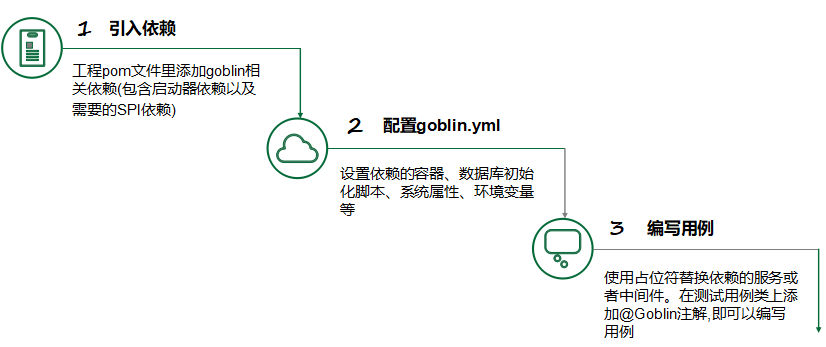 1 引入依赖
工程pom文件里添加goblin相
关依赖(包含启动器依赖以及
需要的SPI依赖)
2 配置goblin.yml
设置依赖的容器、数据库初始
化脚本、系统属性、环境变量
等
3 编写用例
使用占位符替换依赖的服务或
者中间件。在测试用例类上添
加@Goblin注解,即可以编写
用例